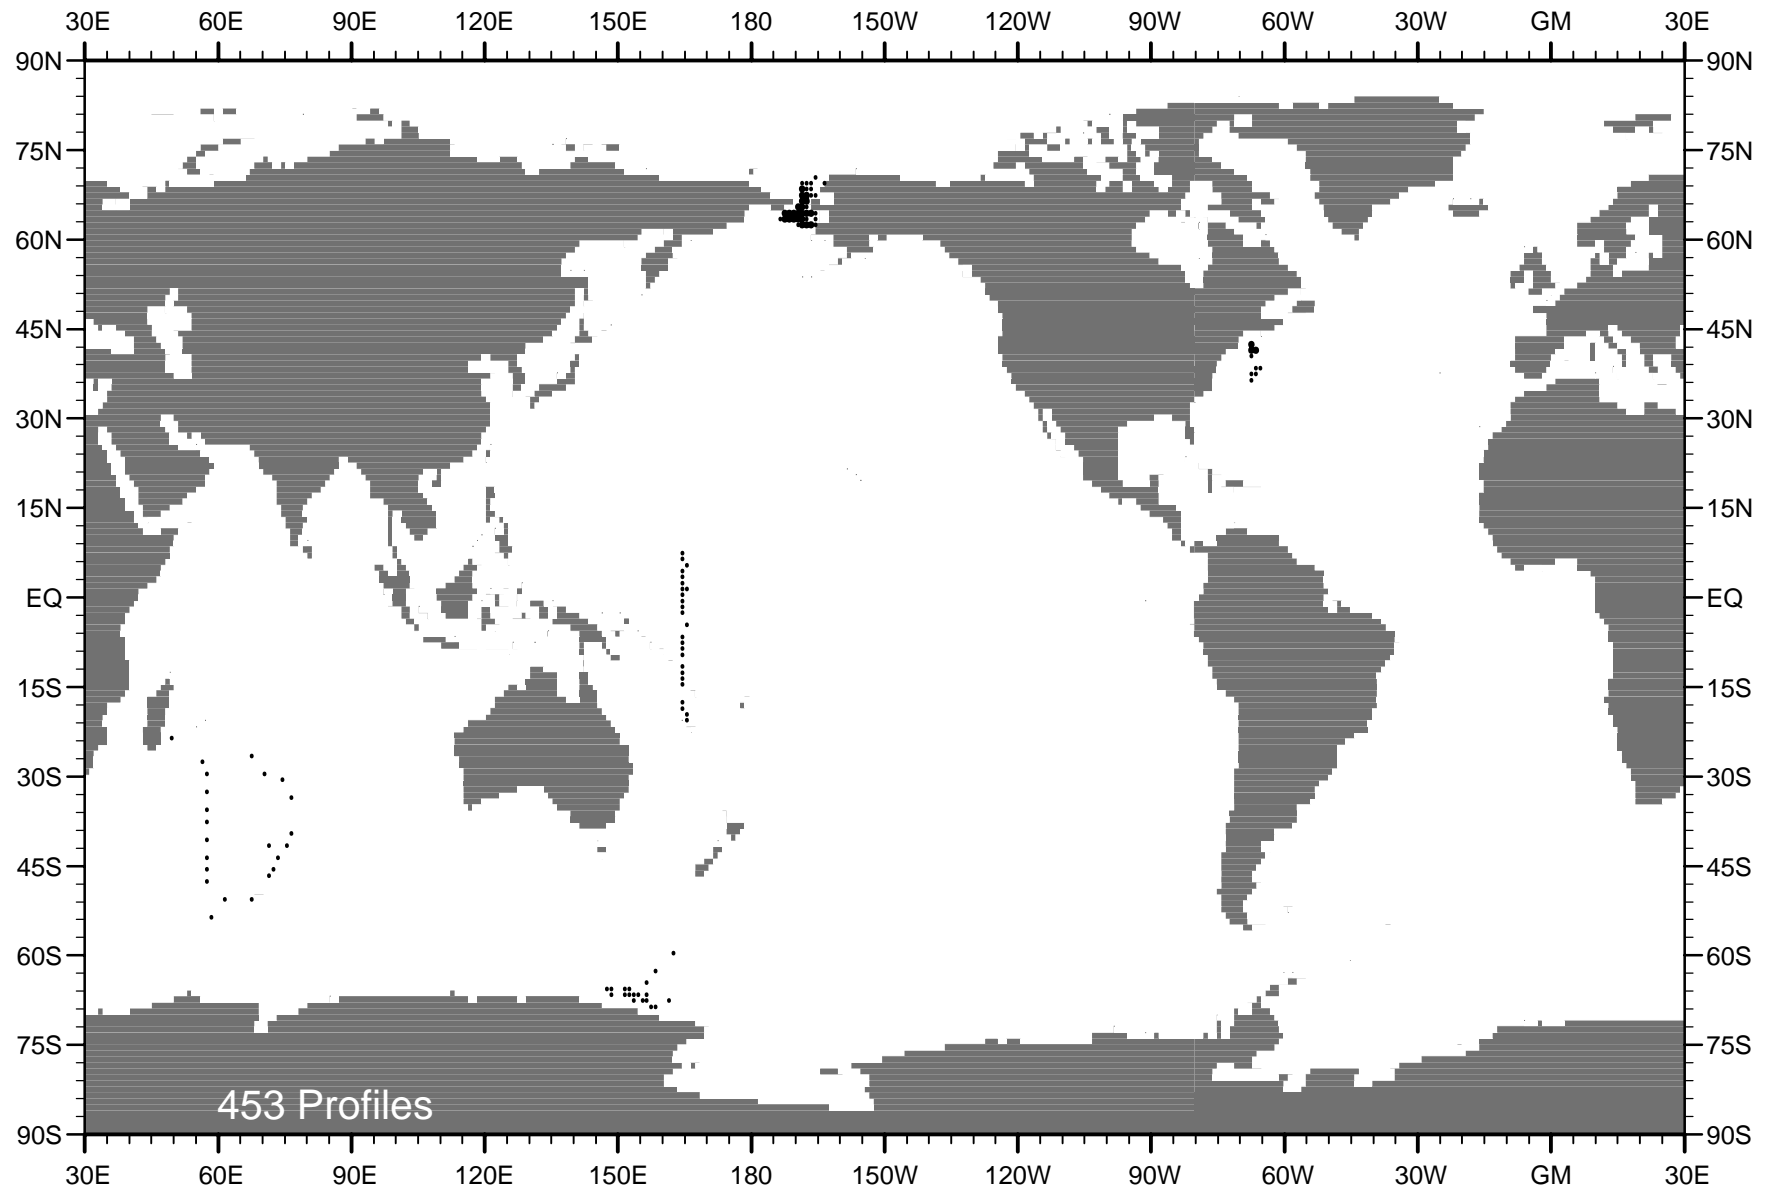 30E 60E 90E 120E 150E 180 150W 120W 90W 60W 30W GM 30E
90N 90N
75N 75N
60N 60N
45N 45N
30N 30N
15N 15N
EQ EQ
15S 15S
30S 30S
45S 45S
60S 60S
75S 75S
453 Profiles
90S 90S
30E 60E 90E 120E 150E 180 150W 120W 90W 60W 30W GM 30E